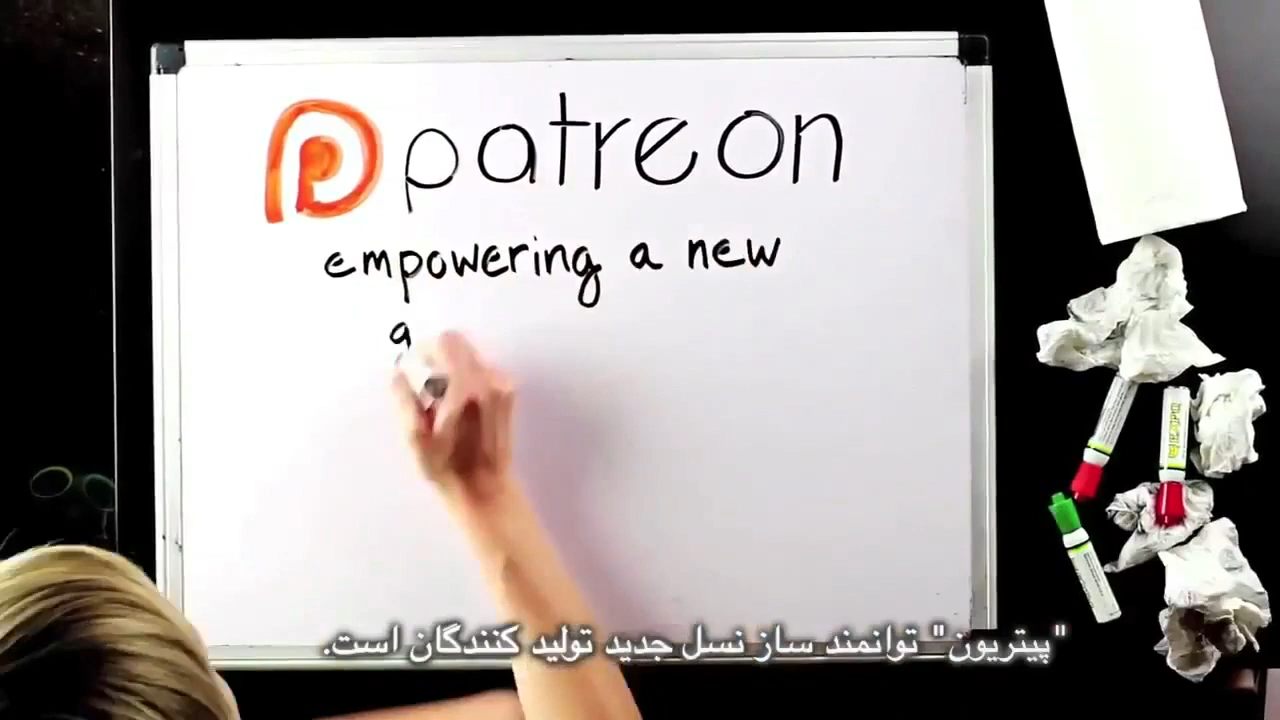 patreon
empowering a new
g
"پیتریون" توانمند ساز نسل جدید تولید کنندگان است.